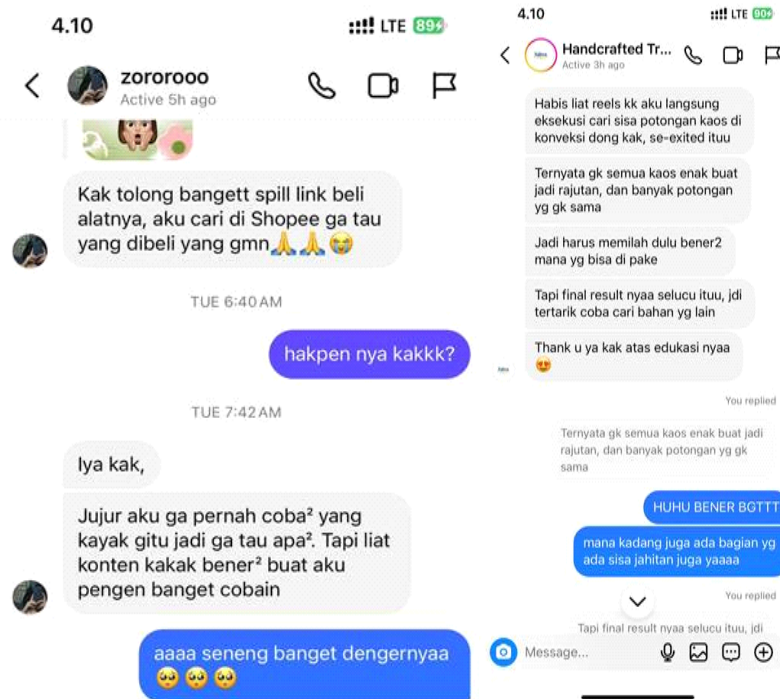 4.10
LTE 89
zororooo
Active 5h ago
Kak tolong bangett spill link beli
alatnya, aku cari di Shopee ga tau
yang dibeli yang gmn🙏🙏😭
TUE 6:40 AM
hakpen nya kakkk?
TUE 7:42 AM
Iya kak,
Jujur aku ga pernah coba² yang
kayak gitu jadi ga tau apa². Tapi liat
konten kakak bener² buat aku
pengen banget cobain
aaaa seneng banget dengernyaa
🥺🥺🥺
4.10
LTE 90
Handcrafted Tr...
Active 3h ago
Habis liat reels kk aku langsung
eksekusi cari sisa potongan kaos di
konveksi dong kak, se-exited ituu
Ternyata gk semua kaos enak buat
jadi rajutan, dan banyak potongan
yg gk sama
Jadi harus memilah dulu bener2
mana yg bisa di pake
Tapi final result nyaa selucu ituu, jdi
tertarik coba cari bahan yg lain
Thank u ya kak atas edukasi nyaa
😍
You replied
Ternyata gk semua kaos enak buat jadi
rajutan, dan banyak potongan yg gk
sama
HUHU BENER BGTTT
mana kadang juga ada bagian yg
ada sisa jahitan juga yaaaa
You replied
Tapi final result nyaa selucu ituu, jdi
Message...